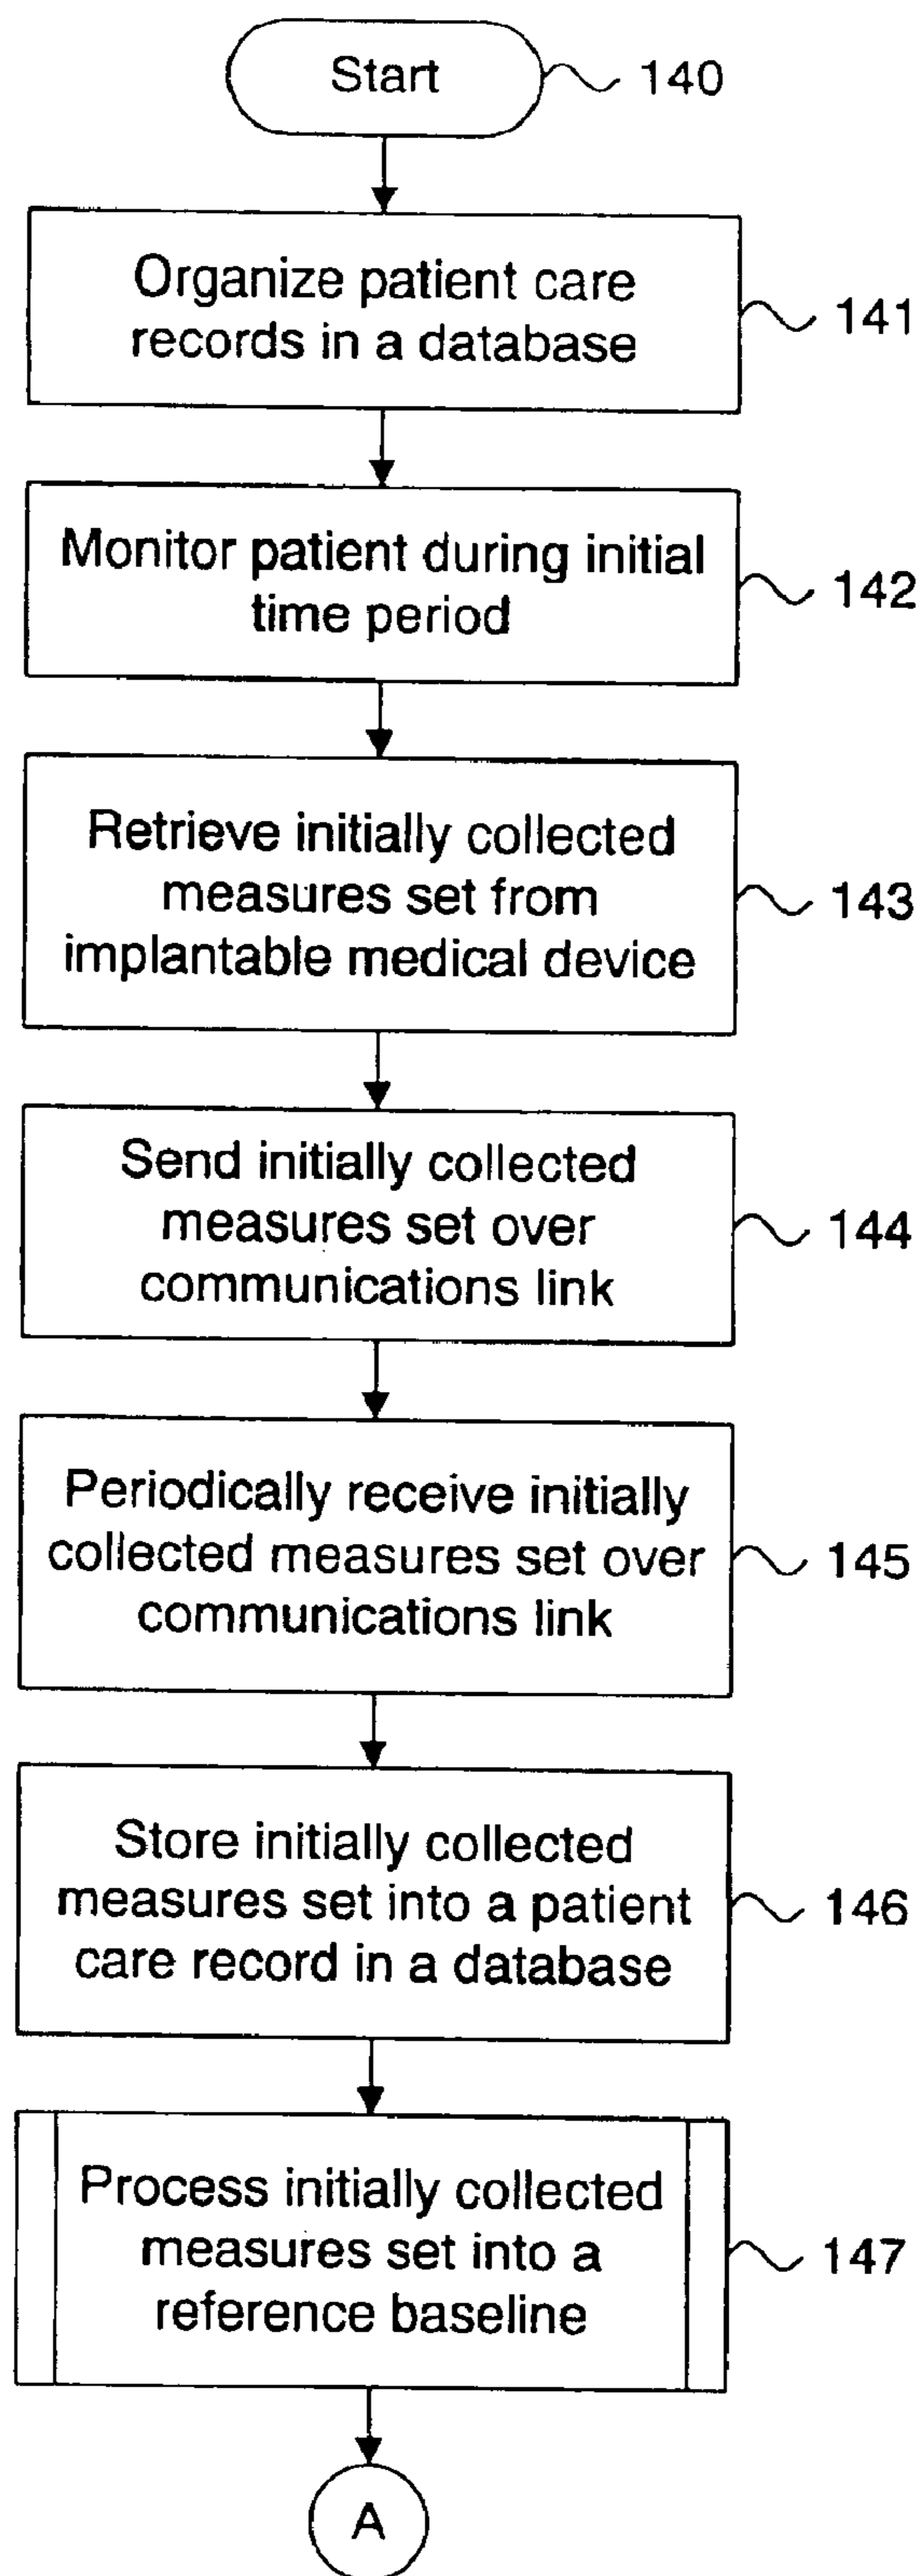 Start
140
Organize patient care
records in a database
141
Monitor patient during initial
time period
142
Retrieve initially collected
measures set from
implantable medical device
143
Send initially collected
measures set over
communications link
144
Periodically receive initially
collected measures set over
communications link
145
Store initially collected
measures set into a patient
care record in a database
146
Process initially collected
measures set into a
reference baseline
147
A